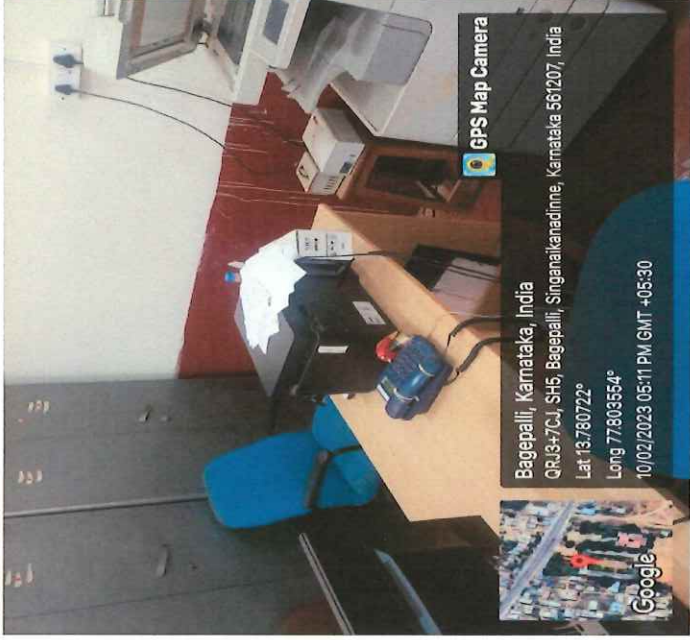 GPS Map Camera
Bagepalli, Karnataka, India
QRJ3+7CJ, SH5, Bagepalli, Singanaikanadinne, Karnataka 561207, India
Lat 13.780722°
Long 77.803554°
10/02/2023 05:11 PM GMT +05:30
Google